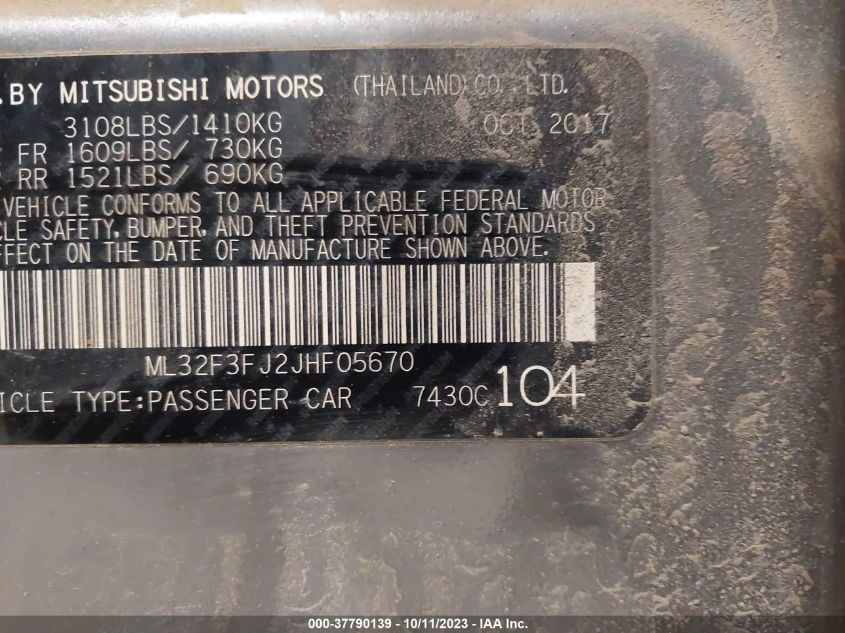 . BY MITSUBISHI MOTORS (THAILAND) CO., LTD.
3108LBS/1410KG OCT 2017
FR 1609LBS/ 730KG
RR 1521LBS/ 690KG
VEHICLE CONFORMS TO ALL APPLICABLE FEDERAL MOTOR
CLE SAFETY, BUMPER, AND THEFT PREVENTION STANDARDS
EFFECT ON THE DATE OF MANUFACTURE SHOWN ABOVE.
ML32F3FJ2JHF05670
ICLE TYPE:PASSENGER CAR 7430C 104
000-37790139 - 10/11/2023 - IAA Inc.